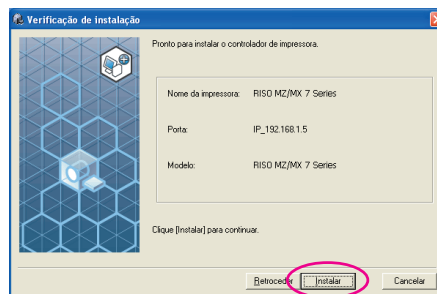 Verificação de instalação
Pronto para instalar o controlador de impressora.
Nome da impressora: RISO MZ/MX 7 Series
Porta: IP_192.168.1.5
Modelo: RISO MZ/MX 7 Series
Clique [Instalar] para continuar.
Retroceder Instalar Cancelar